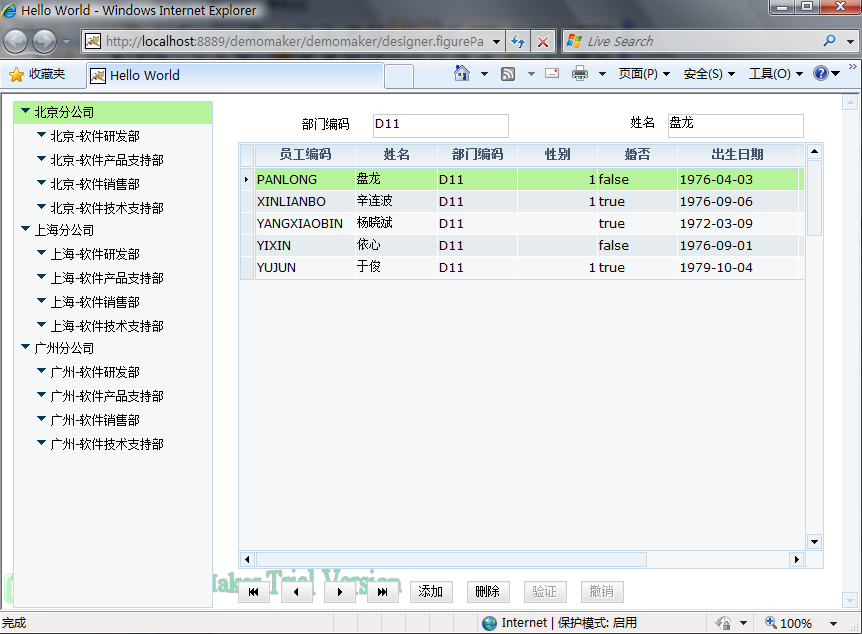 Hello World - Windows Internet Explorer
http://localhost:8889/demomaker/demomaker/designer.figurePa
Live Search
收藏夹 Hello World 页面(P) 安全(S) 工具(O)
北京分公司
北京-软件研发部
北京-软件产品支持部
北京-软件销售部
北京-软件技术支持部
上海分公司
上海-软件研发部
上海-软件产品支持部
上海-软件销售部
上海-软件技术支持部
广州分公司
广州-软件研发部
广州-软件产品支持部
广州-软件销售部
广州-软件技术支持部
部门编码 D11 姓名 盘龙
员工编码 姓名 部门编码 性别 婚否 出生日期
PANLONG 盘龙 D11 1 false 1976-04-03
XINLIANBO 辛连波 D11 1 true 1976-09-06
YANGXIAOBIN 杨晓斌 D11 true 1972-03-09
YIXIN 依心 D11 false 1976-09-01
YUJUN 于俊 D11 1 true 1979-10-04
Maker Trial Version
添加 删除 验证 撤销
完成 Internet | 保护模式: 启用 100%